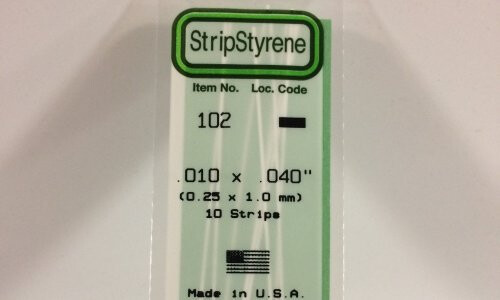 StripStyrene
Item No. Loc. Code
102
.010 x .040"
(0.25 x 1.0 mm)
10 Strips
Made in U.S.A.